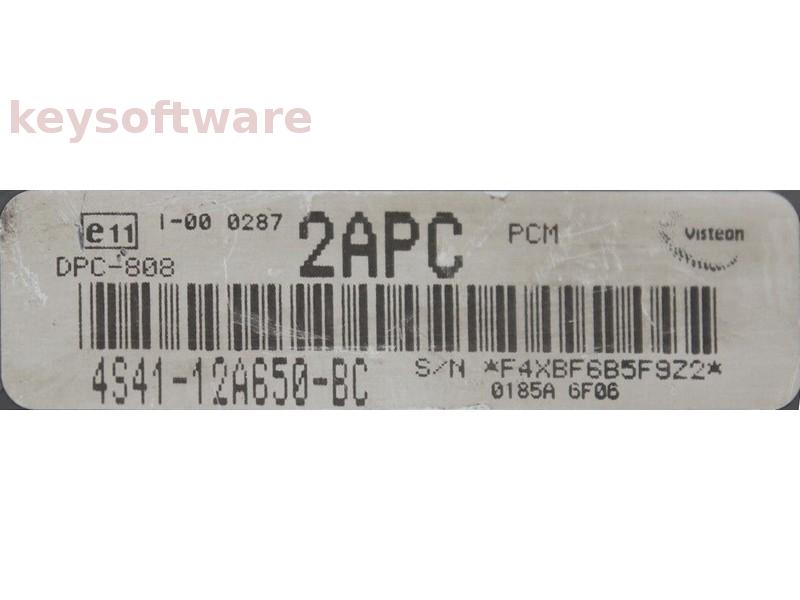 keysoftware
e11 I-00 0287 2APC PCM Visteon
DPC-808
4S41-12A650-BC S/N *F4XBF6B5F9Z2*
0185A 6F06